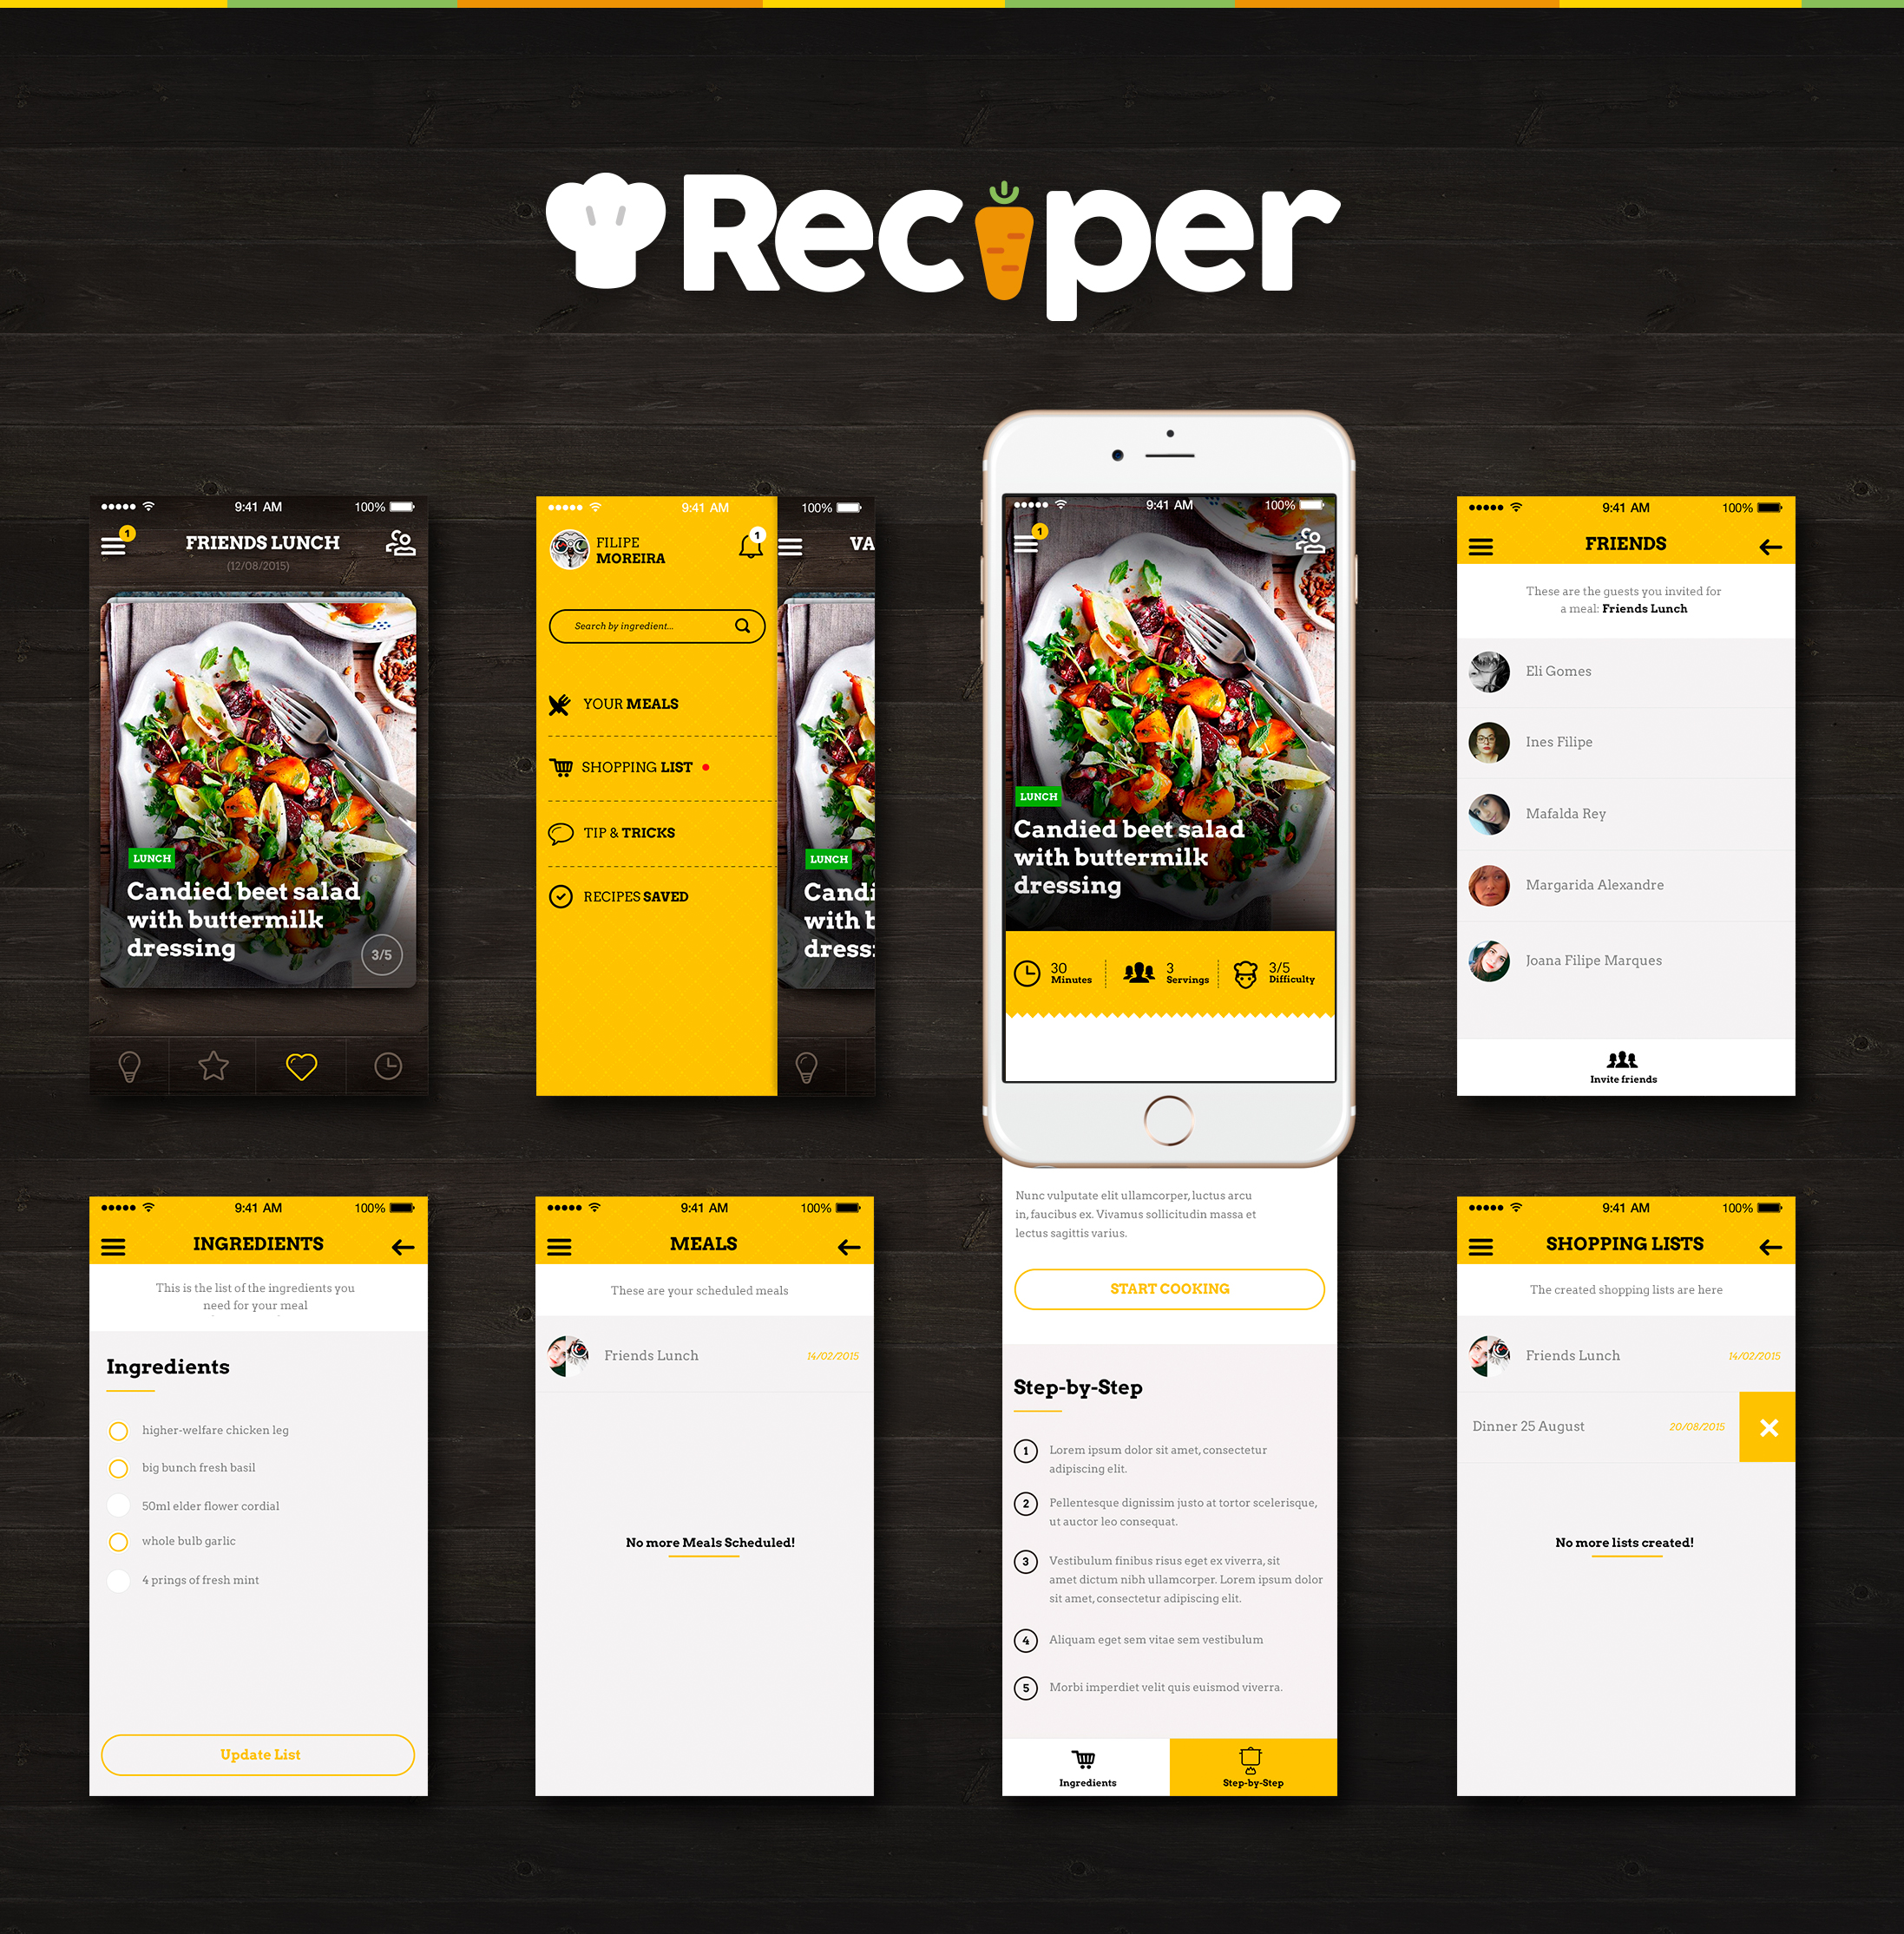 Reciper
9:41 AM 100%
1
FRIENDS LUNCH
(12/08/2015)
LUNCH
Candied beet salad
with buttermilk
dressing
3/5
9:41 AM
FILIPE
MOREIRA
1
Search by ingredient...
YOUR MEALS
SHOPPING LIST
TIP & TRICKS
RECIPES SAVED
100%
VA
LUNCH
Candi
with b
dress
9:41 AM 100%
1
LUNCH
Candied beet salad
with buttermilk
dressing
30
Minutes
3
Servings
3/5
Difficulty
9:41 AM 100%
FRIENDS
These are the guests you invited for
a meal: Friends Lunch
Eli Gomes
Ines Filipe
Mafalda Rey
Margarida Alexandre
Joana Filipe Marques
Invite friends
9:41 AM 100%
INGREDIENTS
This is the list of the ingredients you
need for your meal
Ingredients
higher-welfare chicken leg
big bunch fresh basil
50ml elder flower cordial
whole bulb garlic
4 prings of fresh mint
Update List
9:41 AM 100%
MEALS
These are your scheduled meals
Friends Lunch 14/02/2015
No more Meals Scheduled!
Nunc vulputate elit ullamcorper, luctus arcu
in, faucibus ex. Vivamus sollicitudin massa et
lectus sagittis varius.
START COOKING
Step-by-Step
1 Lorem ipsum dolor sit amet, consectetur
adipiscing elit.
2 Pellentesque dignissim justo at tortor scelerisque,
ut auctor leo consequat.
3 Vestibulum finibus risus eget ex viverra, sit
amet dictum nibh ullamcorper. Lorem ipsum dolor
sit amet, consectetur adipiscing elit.
4 Aliquam eget sem vitae sem vestibulum
5 Morbi imperdiet velit quis euismod viverra.
Ingredients
Step-by-Step
9:41 AM 100%
SHOPPING LISTS
The created shopping lists are here
Friends Lunch 14/02/2015
Dinner 25 August 20/08/2015
No more lists created!